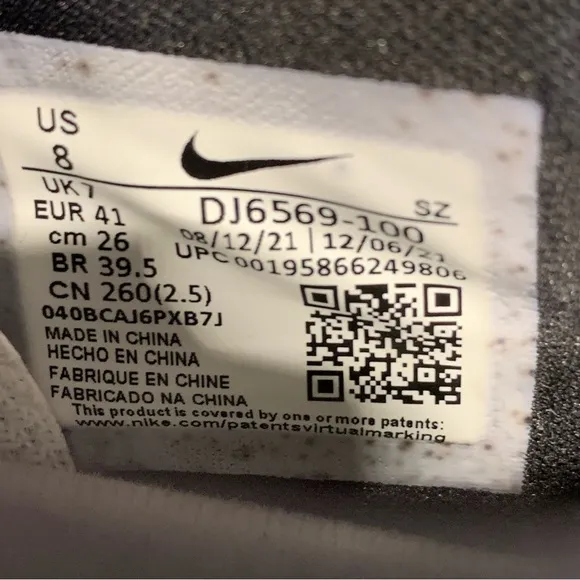 US
8
UK 7
EUR 41
cm 26
BR 39.5
CN 260(2.5)
040BCAJ6PXB7J
DJ6569-100 SZ
08/12/21 | 12/06/21
UPC 00195866249806
MADE IN CHINA
HECHO EN CHINA
FABRIQUE EN CHINE
FABRICADO NA CHINA
This product is covered by one or more patents:
www.nike.com/patentsvirtualmarking